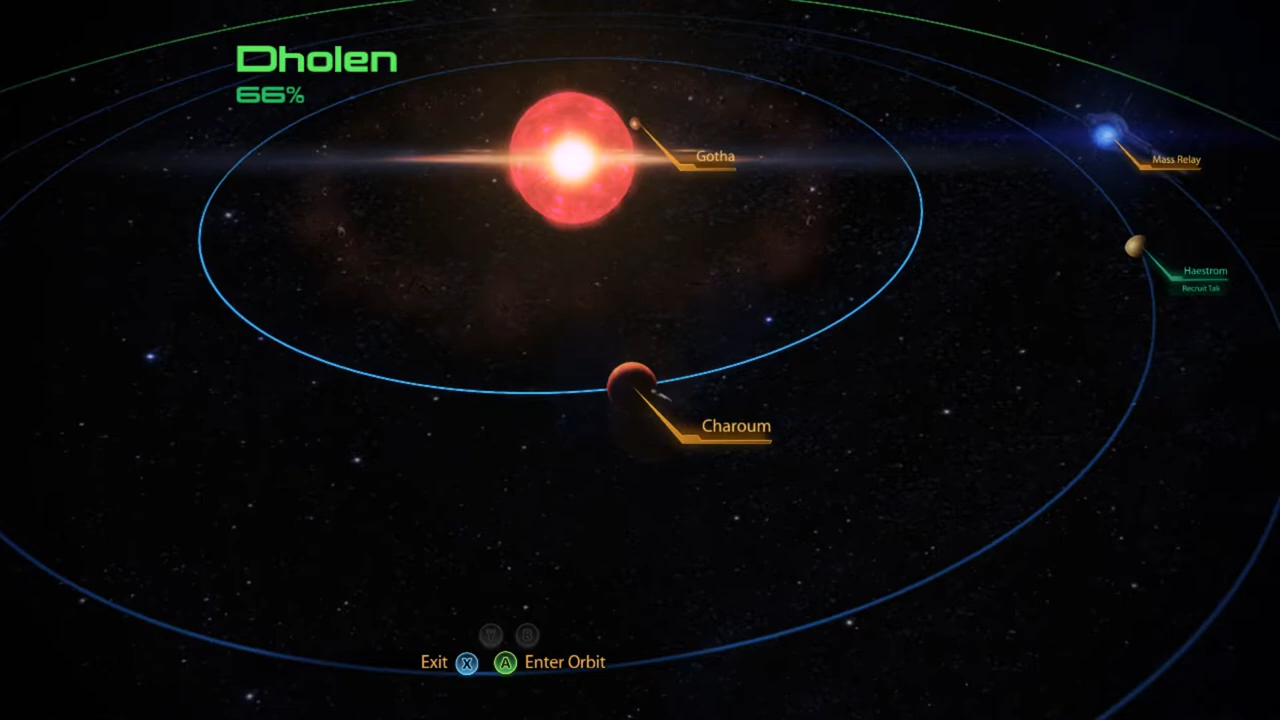 Dholen
66%
Gotha
Mass Relay
Haestrom
Recruit Tali
Charoum
Y B
Exit X A Enter Orbit